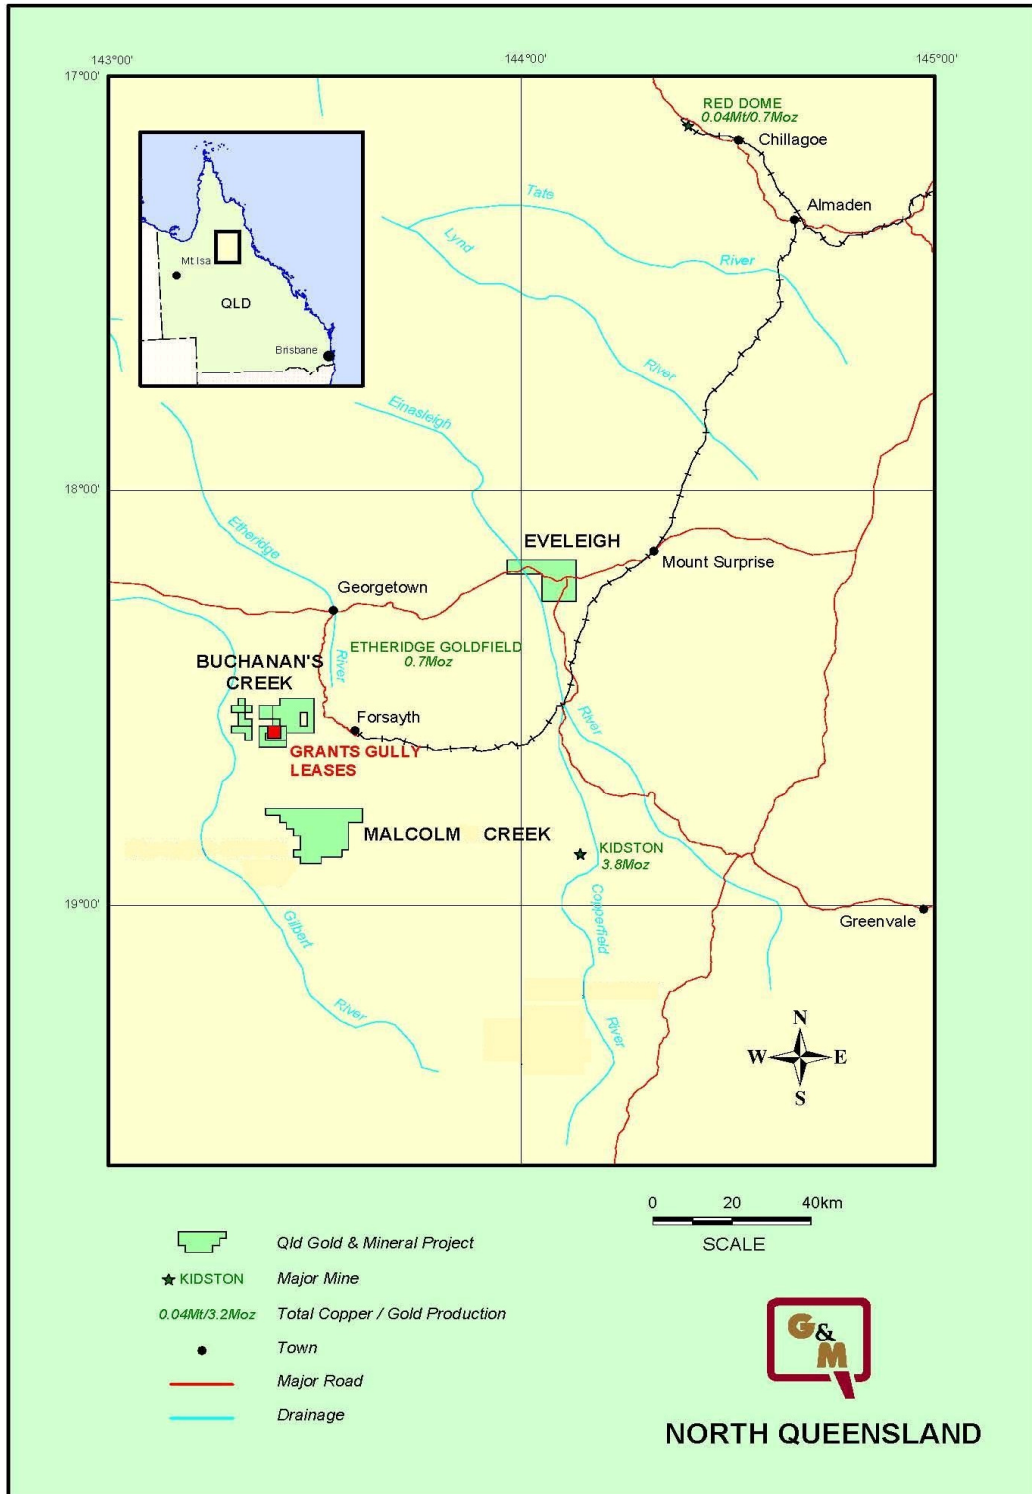 143°00'
144°00'
145°00'
17°00'
RED DOME
0.04Mt/0.7Moz
Chillagoe
Tate
Almaden
Lynd
River
Mt Isa
QLD
Brisbane
River
Einasleigh
18°00'
Etheridge
EVELEIGH
Mount Surprise
Georgetown
ETHERIDGE GOLDFIELD
0.7Moz
BUCHANAN'S
CREEK
River
River
Forsayth
GRANTS GULLY
LEASES
MALCOLM CREEK
KIDSTON
3.8Moz
19°00'
Copperfield
Greenvale
Gilbert
River
River
N
W E
S
0 20 40km
SCALE
Qld Gold & Mineral Project
KIDSTON Major Mine
0.04Mt/3.2Moz Total Copper / Gold Production
Town
Major Road
Drainage
G&M
NORTH QUEENSLAND